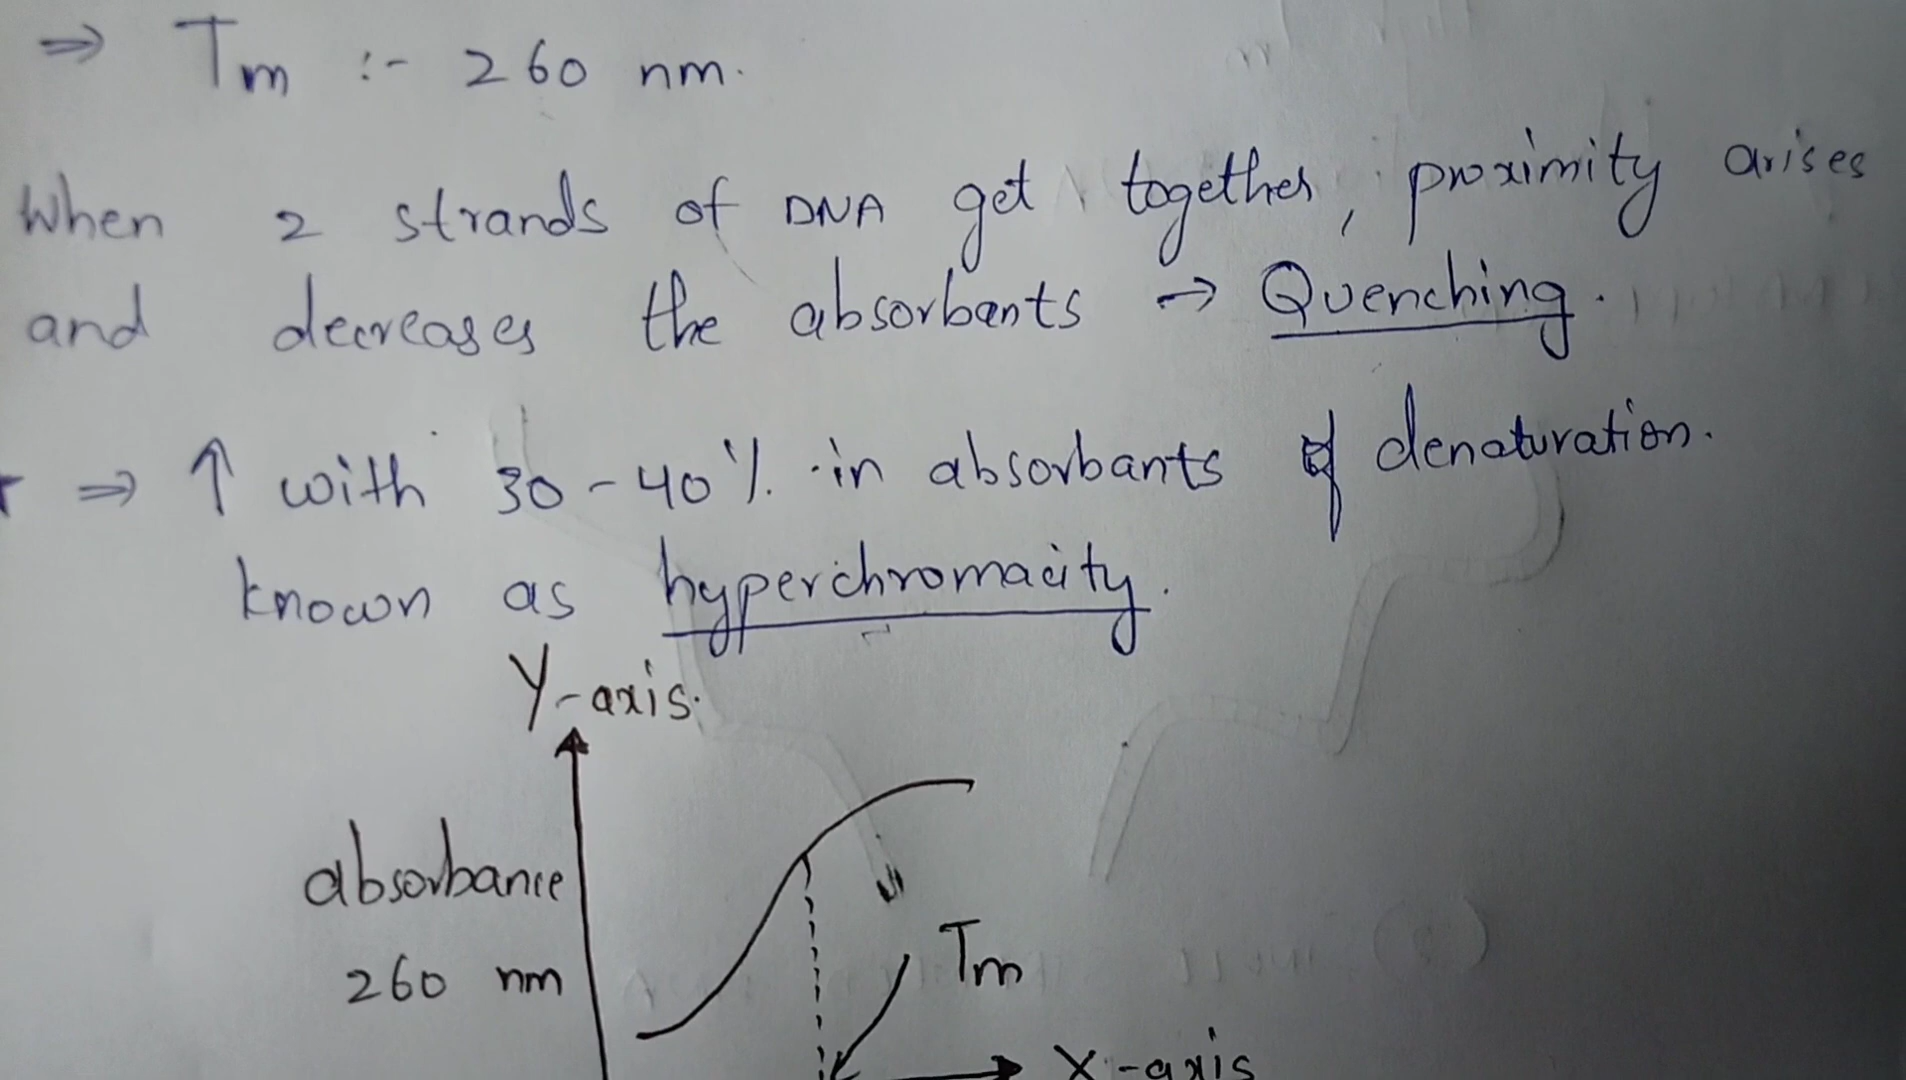 ⇒ Tm :- 260 nm.
When 2 strands of DNA get together, proximity arises
and decreases the absorbants → Quenching.
⇒ ↑ with 30-40% in absorbants of denaturation.
known as hyperchromacity.
Y-axis.
absorbance
260 nm
Tm
X-axis